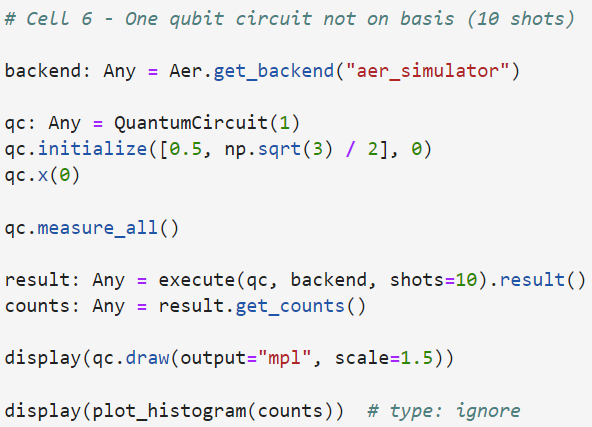 # Cell 6 - One qubit circuit not on basis (10 shots)
backend: Any = Aer.get_backend("aer_simulator")
qc: Any = QuantumCircuit(1)
qc.initialize([0.5, np.sqrt(3) / 2], 0)
qc.x(0)
qc.measure_all()
result: Any = execute(qc, backend, shots=10).result()
counts: Any = result.get_counts()
display(qc.draw(output="mpl", scale=1.5))
display(plot_histogram(counts))  # type: ignore